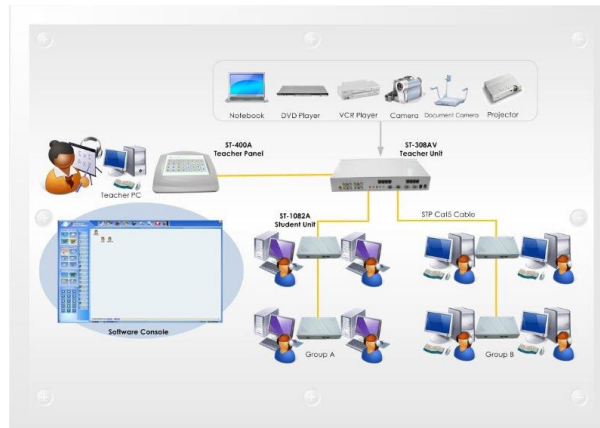 Notebook
DVD Player
VCR Player
Camera
Document Camera
Projector
ST-400A
Teacher Panel
ST-308AV
Teacher Unit
Teacher PC
ST-1082A
Student Unit
STP Cat5 Cable
Software Console
Group A
Group B